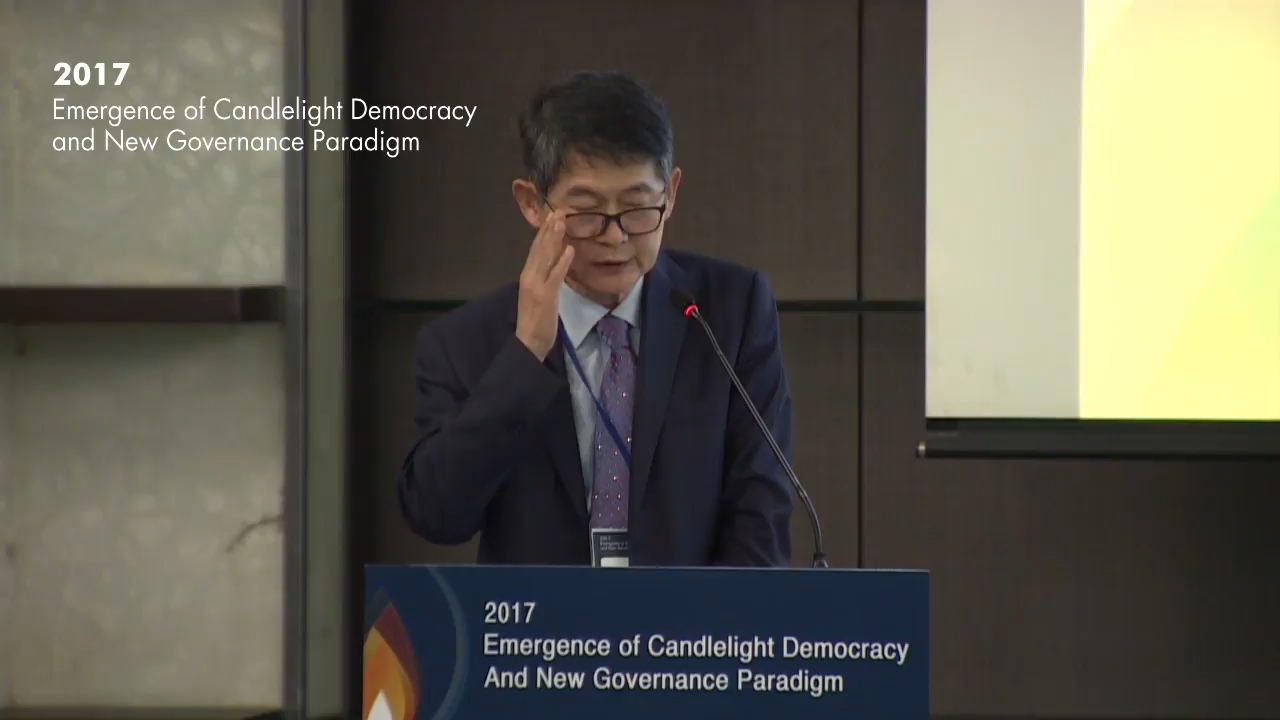 2017
Emergence of Candlelight Democracy
and New Governance Paradigm
2017
Emergence of Candlelight Democracy
And New Governance Paradigm